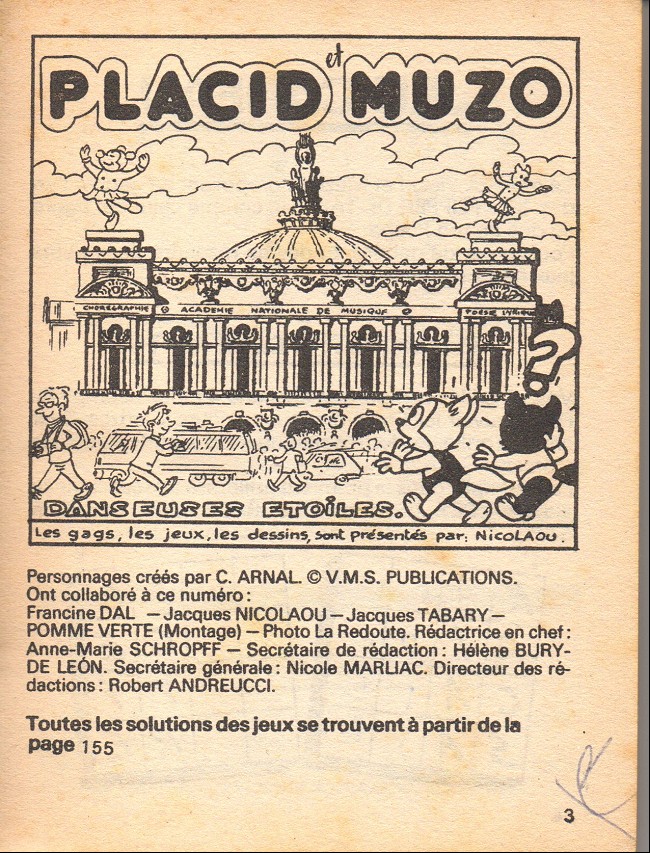 PLACID et MUZO
CHOREGRAPHIE ACADEMIE NATIONALE DE MUSIQUE POESIE LYRIQUE
?
DANSEUSES ETOILES.
Les gags, les jeux, les dessins, sont présentés par: NICOLAOU.
Personnages créés par C. ARNAL. © V.M.S. PUBLICATIONS.
Ont collaboré à ce numéro :
Francine DAL — Jacques NICOLAOU — Jacques TABARY —
POMME VERTE (Montage) — Photo La Redoute. Rédactrice en chef :
Anne-Marie SCHROPFF — Secrétaire de rédaction : Hélène BURY-
DE LEÓN. Secrétaire générale : Nicole MARLIAC. Directeur des ré-
dactions : Robert ANDREUCCI.
Toutes les solutions des jeux se trouvent à partir de la
page 155
3